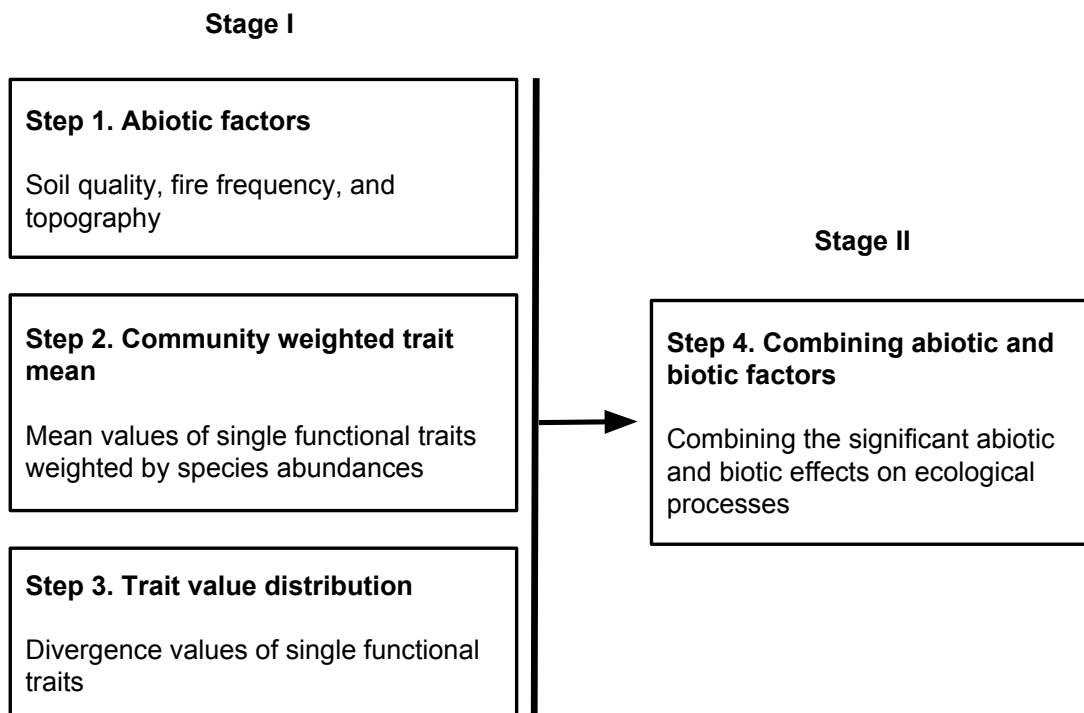 Stage I
Step 1. Abiotic factors
Soil quality, fire frequency, and
topography
Step 2. Community weighted trait
mean
Mean values of single functional traits
weighted by species abundances
Step 3. Trait value distribution
Divergence values of single functional
traits
Stage II
Step 4. Combining abiotic and
biotic factors
Combining the significant abiotic
and biotic effects on ecological
processes